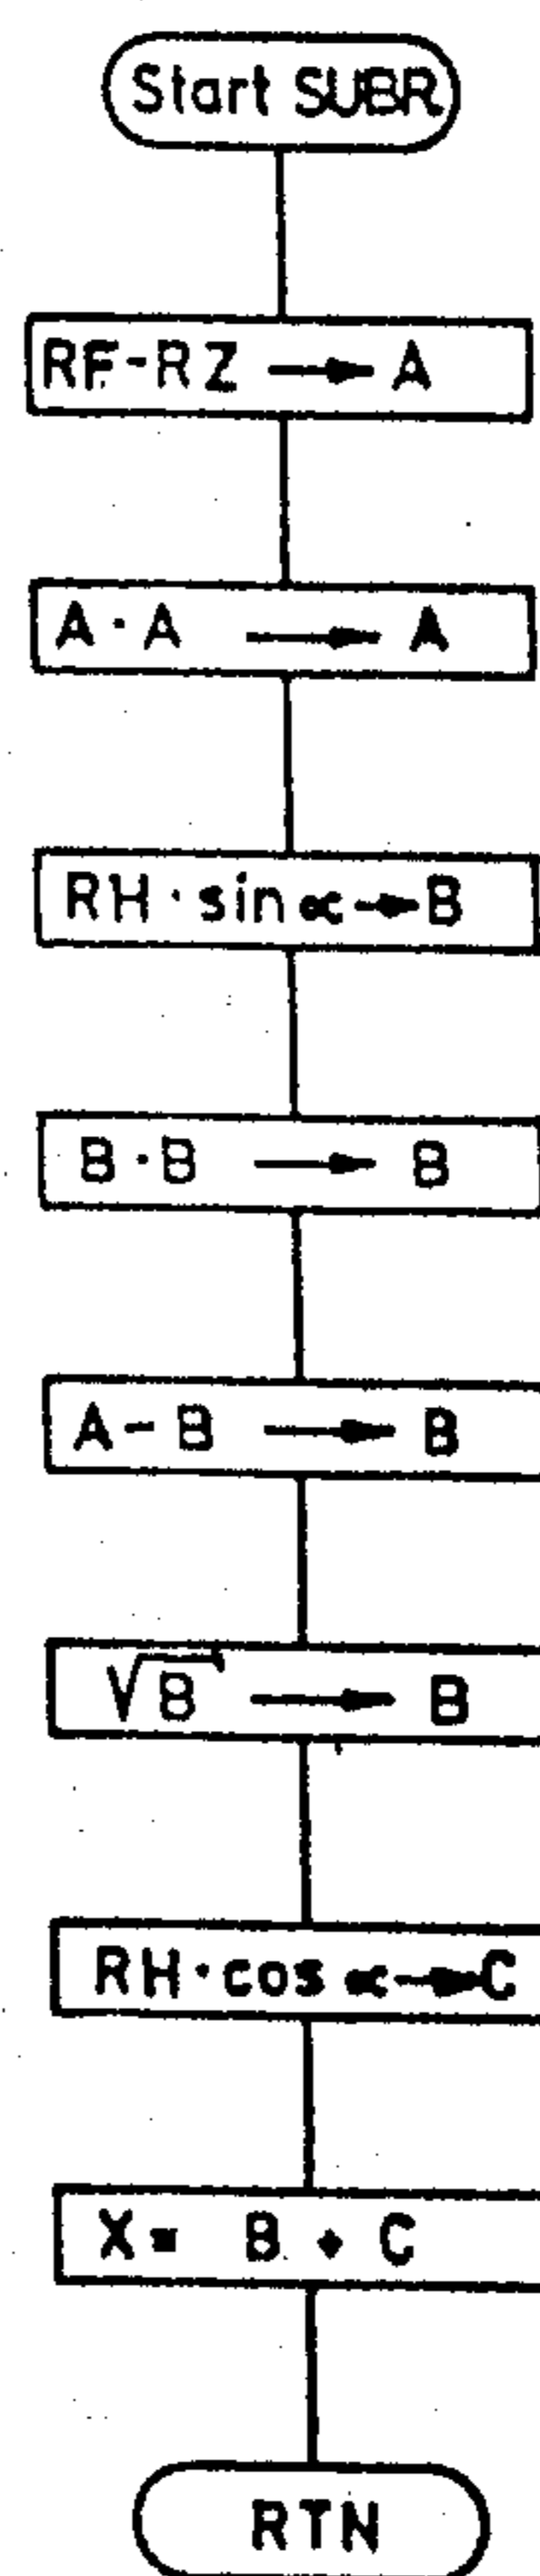 Start SUBR
RF-RZ → A
A · A → A
RH · sin α → B
B · B → B
A - B → B
√B → B
RH · cos α → C
X = B + C
RTN